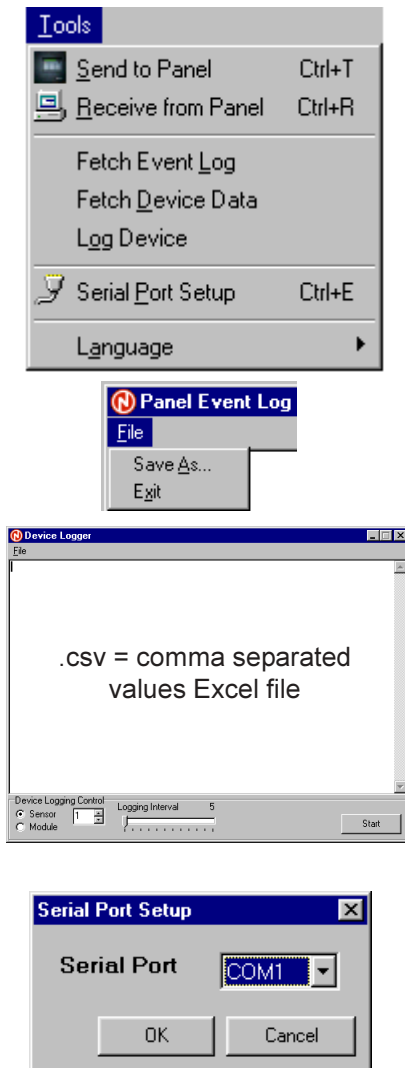 Tools
Send to Panel Ctrl+T
Receive from Panel Ctrl+R
Fetch Event Log
Fetch Device Data
Log Device
Serial Port Setup Ctrl+E
Language
Panel Event Log
File
Save As...
Exit
Device Logger
File
.csv = comma separated
values Excel file
Device Logging Control
Sensor 1 Logging Interval 5
Module
Start
Serial Port Setup
Serial Port COM1
OK Cancel